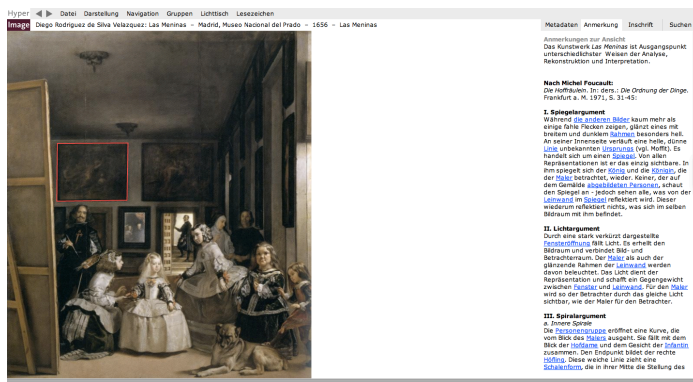 Hyper Datei Darstellung Navigation Gruppen Lichttisch Lesezeichen
Image Diego Rodriguez de Silva Velazquez: Las Meninas – Madrid, Museo Nacional del Prado – 1656 – Las Meninas
Metadaten Anmerkung Inschrift Suchen
Anmerkungen zur Ansicht
Das Kunstwerk Las Meninas ist Ausgangspunkt
unterschiedlichster Weisen der Analyse,
Rekonstruktion und Interpretation.
Nach Michel Foucault:
Die Hoffräulein. In: ders.: Die Ordnung der Dinge.
Frankfurt a. M. 1971, S. 31-45:
I. Spiegelargument
Während die anderen Bilder kaum mehr als
einige fahle Flecken zeigen, glänzt eines mit
breitem und dunklem Rahmen besonders hell.
An seiner Innenseite verläuft eine helle, dünne
Linie unbekannten Ursprungs (vgl. Moffit). Es
handelt sich um einen Spiegel. Von allen
Repräsentationen ist er das einzig sichtbare. In
ihm spiegelt sich der König und die Königin, die
der Maler betrachtet, wieder. Keiner, der auf
dem Gemälde abgebildeten Personen, schaut
den Spiegel an - jedoch sehen alle, was von der
Leinwand im Spiegel reflektiert wird. Dieser
wiederum reflektiert nichts, was sich im selben
Bildraum mit ihm befindet.
II. Lichtargument
Durch eine stark verkürzt dargestellte
Fensteröffnung fällt Licht. Es erhellt den
Bildraum und verbindet Bild- und
Betrachterraum. Der Maler als auch der
glänzende Rahmen der Leinwand werden
davon beleuchtet. Das Licht dient der
Repräsentation und schafft ein Gegengewicht
zwischen Fenster und Leinwand. Für den Maler
wird so der Betrachter durch das gleiche Licht
sichtbar, wie der Maler für den Betrachter.
III. Spiralargument
a. Innere Spirale
Die Personengruppe eröffnet eine Kurve, die
vom Blick des Malers ausgeht. Sie fällt mit dem
Blick der Hofdame und dem Gesicht der Infantin
zusammen. Den Endpunkt bildet der rechte
Höfling. Diese weiche Linie zieht eine
Schalenform, die in ihrer Mitte die Stellung des